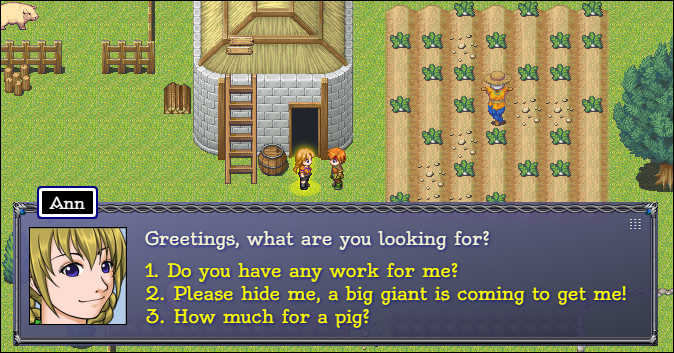 Ann
Greetings, what are you looking for?
1. Do you have any work for me?
2. Please hide me, a big giant is coming to get me!
3. How much for a pig?